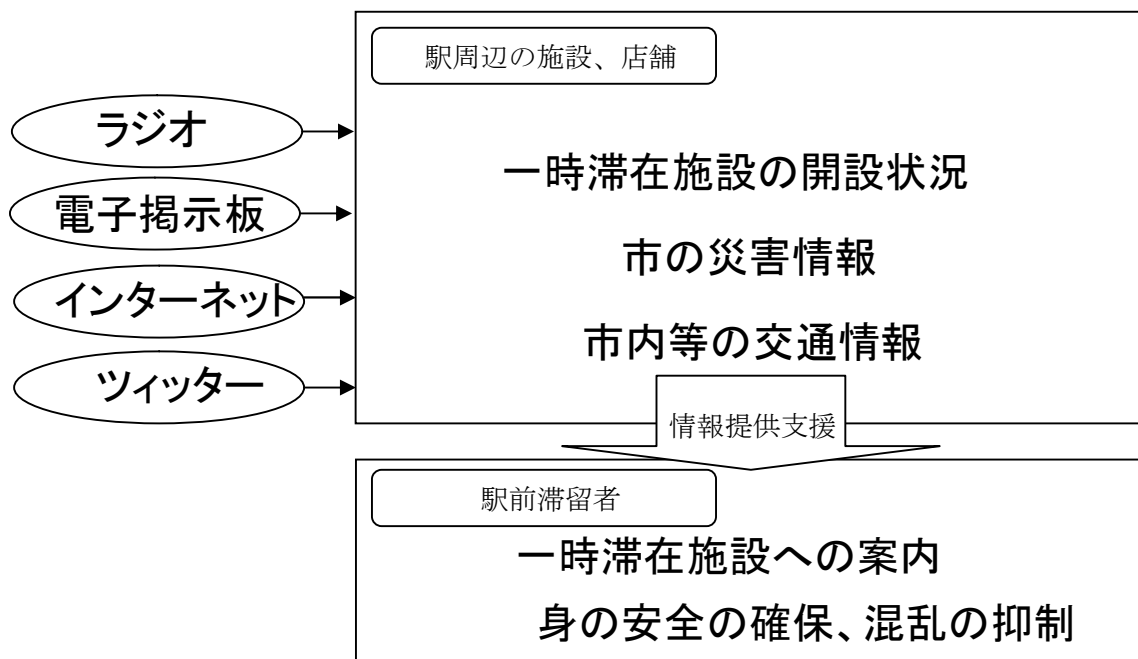 駅周辺の施設、店舗
ラジオ
電子掲示板
インターネット
ツィッター
一時滞在施設の開設状況
市の災害情報
市内等の交通情報
情報提供支援
駅前滞留者
一時滞在施設への案内
身の安全の確保、混乱の抑制